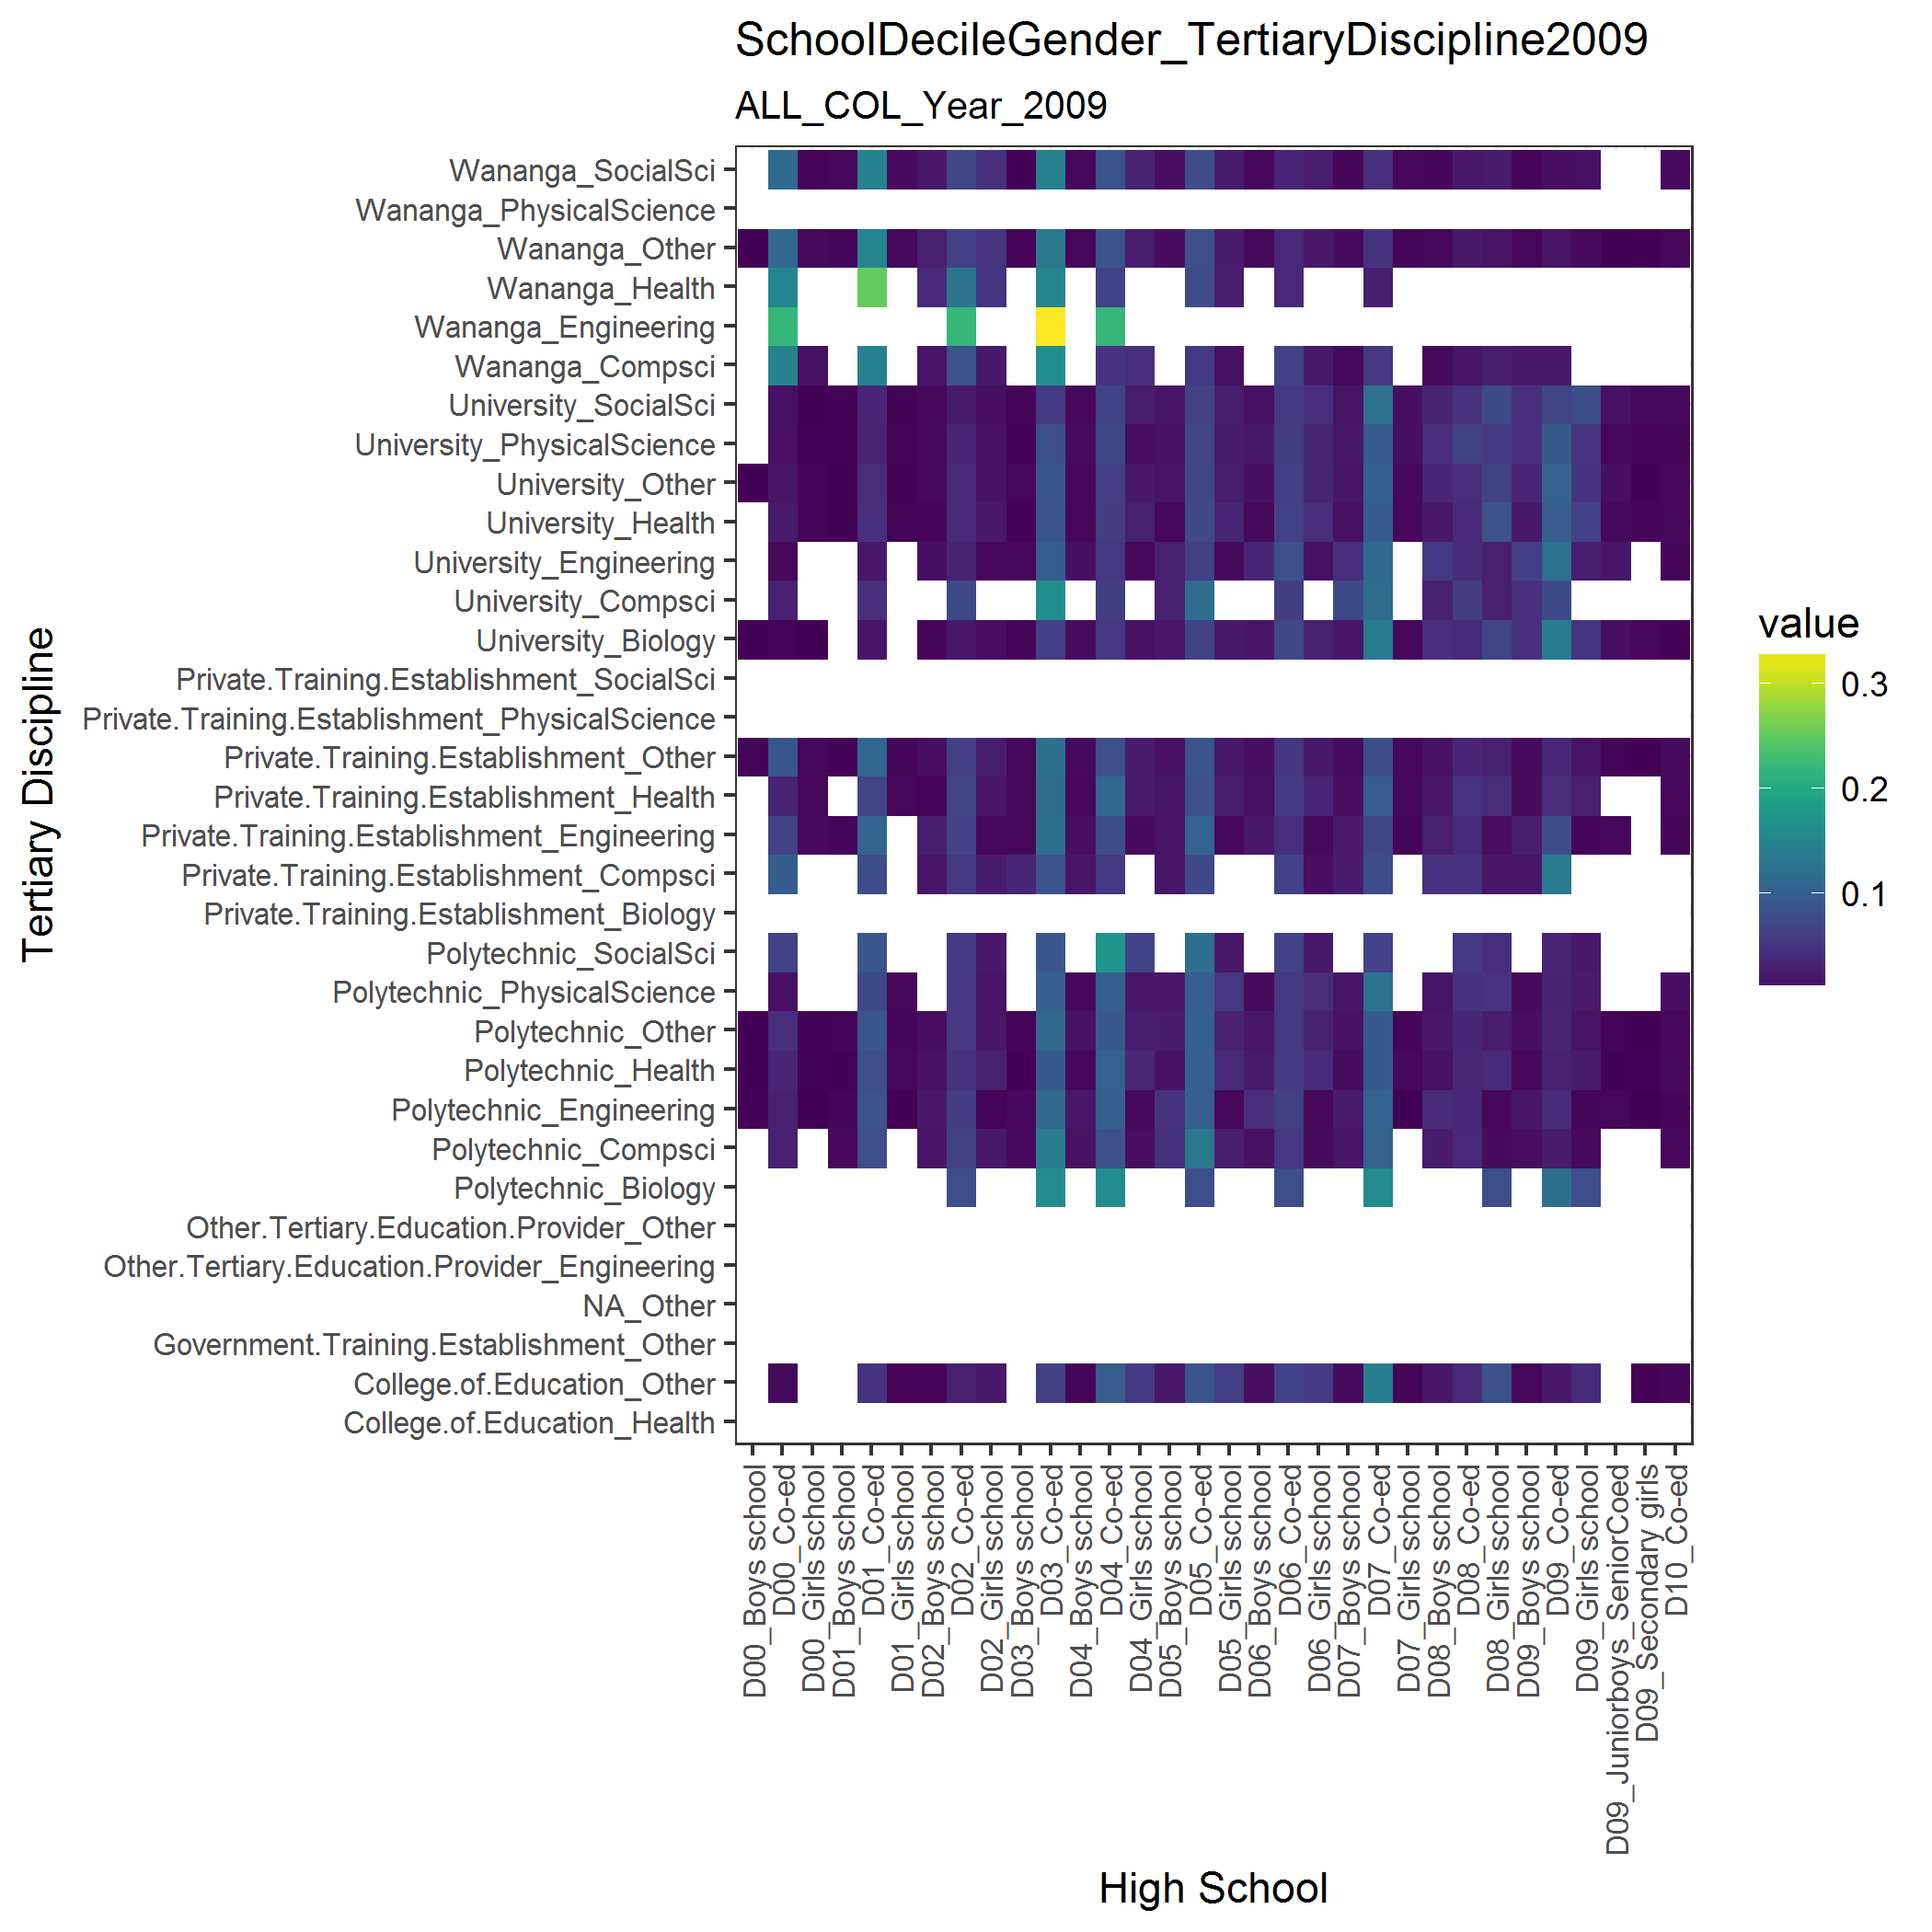 SchoolDecileGender_TertiaryDiscipline2009
ALL_COL_Year_2009
Tertiary Discipline
Wananga_SocialSci
Wananga_PhysicalScience
Wananga_Other
Wananga_Health
Wananga_Engineering
Wananga_Compsci
University_SocialSci
University_PhysicalScience
University_Other
University_Health
University_Engineering
University_Compsci
University_Biology
Private.Training.Establishment_SocialSci
Private.Training.Establishment_PhysicalScience
Private.Training.Establishment_Other
Private.Training.Establishment_Health
Private.Training.Establishment_Engineering
Private.Training.Establishment_Compsci
Private.Training.Establishment_Biology
Polytechnic_SocialSci
Polytechnic_PhysicalScience
Polytechnic_Other
Polytechnic_Health
Polytechnic_Engineering
Polytechnic_Compsci
Polytechnic_Biology
Other.Tertiary.Education.Provider_Other
Other.Tertiary.Education.Provider_Engineering
NA_Other
Government.Training.Establishment_Other
College.of.Education_Other
College.of.Education_Health
D00_Boys school
D00_Co-ed
D00_Girls school
D01_Boys school
D01_Co-ed
D01_Girls school
D02_Boys school
D02_Co-ed
D02_Girls school
D03_Boys school
D03_Co-ed
D04_Boys school
D04_Co-ed
D04_Girls school
D05_Boys school
D05_Co-ed
D05_Girls school
D06_Boys school
D06_Co-ed
D06_Girls school
D07_Boys school
D07_Co-ed
D07_Girls school
D08_Boys school
D08_Co-ed
D08_Girls school
D09_Boys school
D09_Co-ed
D09_Girls school
D09_Juniorboys_SeniorCoed
D09_Secondary girls
D10_Co-ed
High School
value
0.3
0.2
0.1